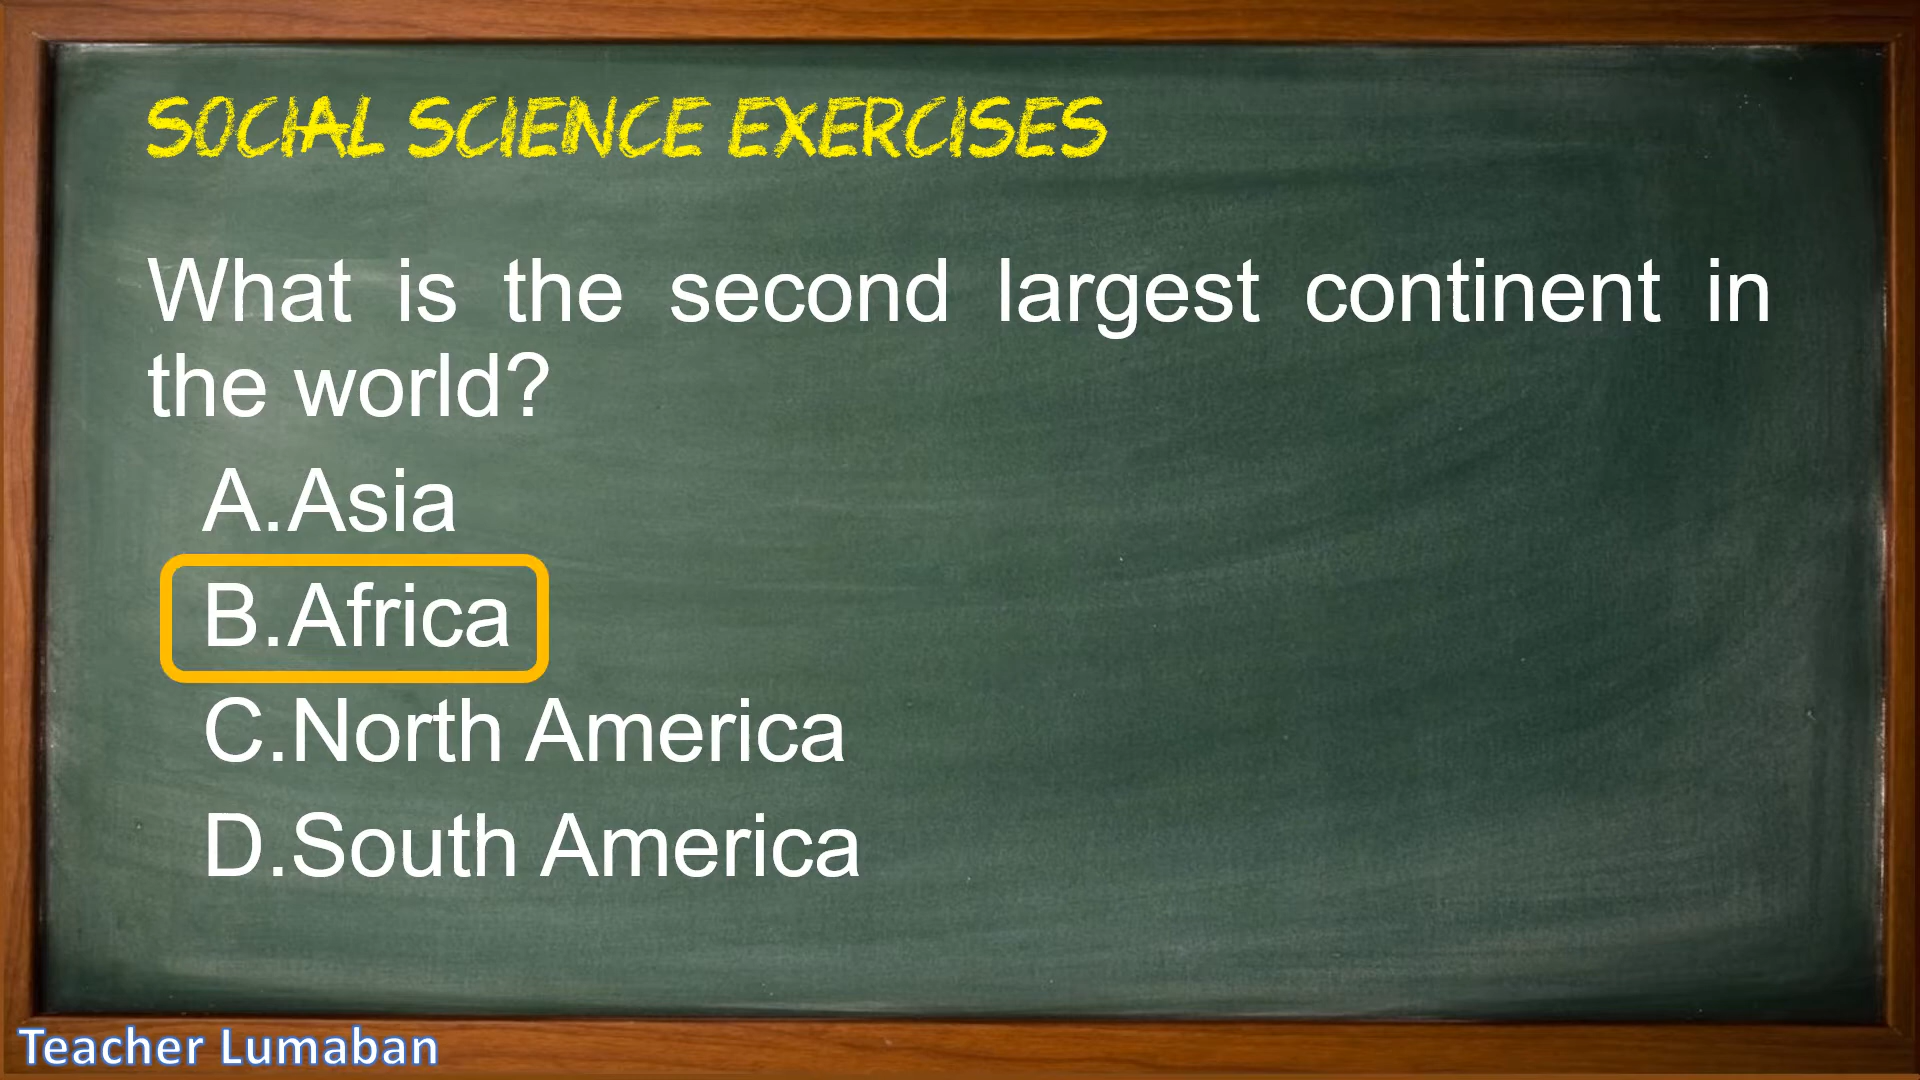 SOCIAL SCIENCE EXERCISES
What is the second largest continent in
the world?
A.Asia
B.Africa
C.North America
D.South America
Teacher Lumaban